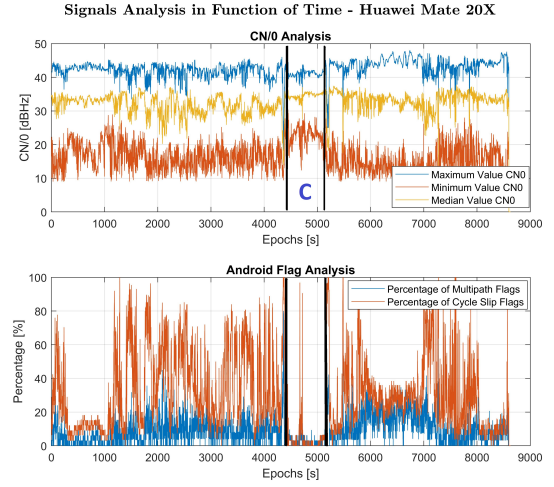 Signals Analysis in Function of Time - Huawei Mate 20X
CN/0 Analysis
50
40
30
20
10
0
CN/0 [dBHz]
C
Maximum Value CN0
Minimum Value CN0
Median Value CN0
0 1000 2000 3000 4000 5000 6000 7000 8000 9000
Epochs [s]
Android Flag Analysis
100
80
60
40
20
0
Percentage [%]
Percentage of Multipath Flags
Percentage of Cycle Slip Flags
0 1000 2000 3000 4000 5000 6000 7000 8000 9000
Epochs [s]